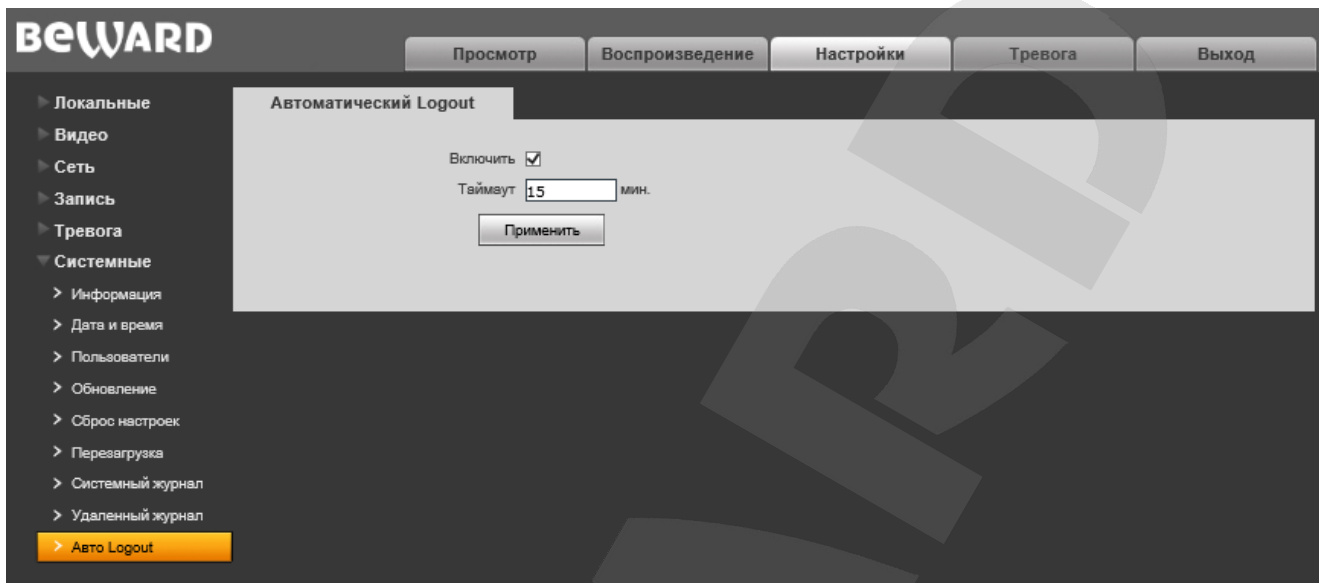 BEWARD
Просмотр Воспроизведение Настройки Тревога Выход
Локальные
Видео
Сеть
Запись
Тревога
Системные
> Информация
> Дата и время
> Пользователи
> Обновление
> Сброс настроек
> Перезагрузка
> Системный журнал
> Удаленный журнал
> Авто Logout
Автоматический Logout
Включить
Таймаут 15 мин.
Применить